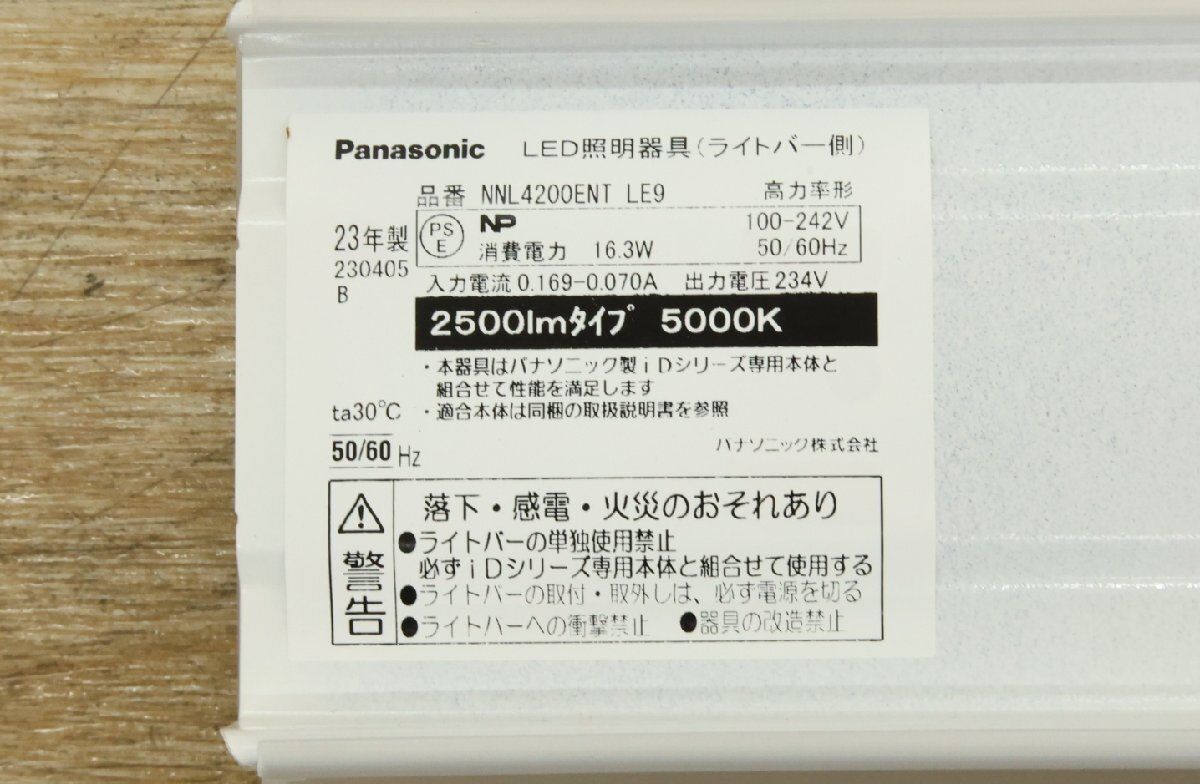 Panasonic LED照明器具(ライトバー側)
品番 NNL4200ENT LE9 高力率形
PS E NP 100-242V
23年製 消費電力 16.3W 50/60Hz
230405
B 入力電流 0.169-0.070A 出力電圧 234V
2500lmタイプ 5000K
・本器具はパナソニック製iDシリーズ専用本体と
組合せて性能を満足します
ta30℃ ・適合本体は同梱の取扱説明書を参照
50/60 Hz パナソニック株式会社
落下・感電・火災のおそれあり
警告
●ライトバーの単独使用禁止
必ずiDシリーズ専用本体と組合せて使用する
●ライトバーの取付・取外しは、必ず電源を切る
●ライトバーへの衝撃禁止 ●器具の改造禁止